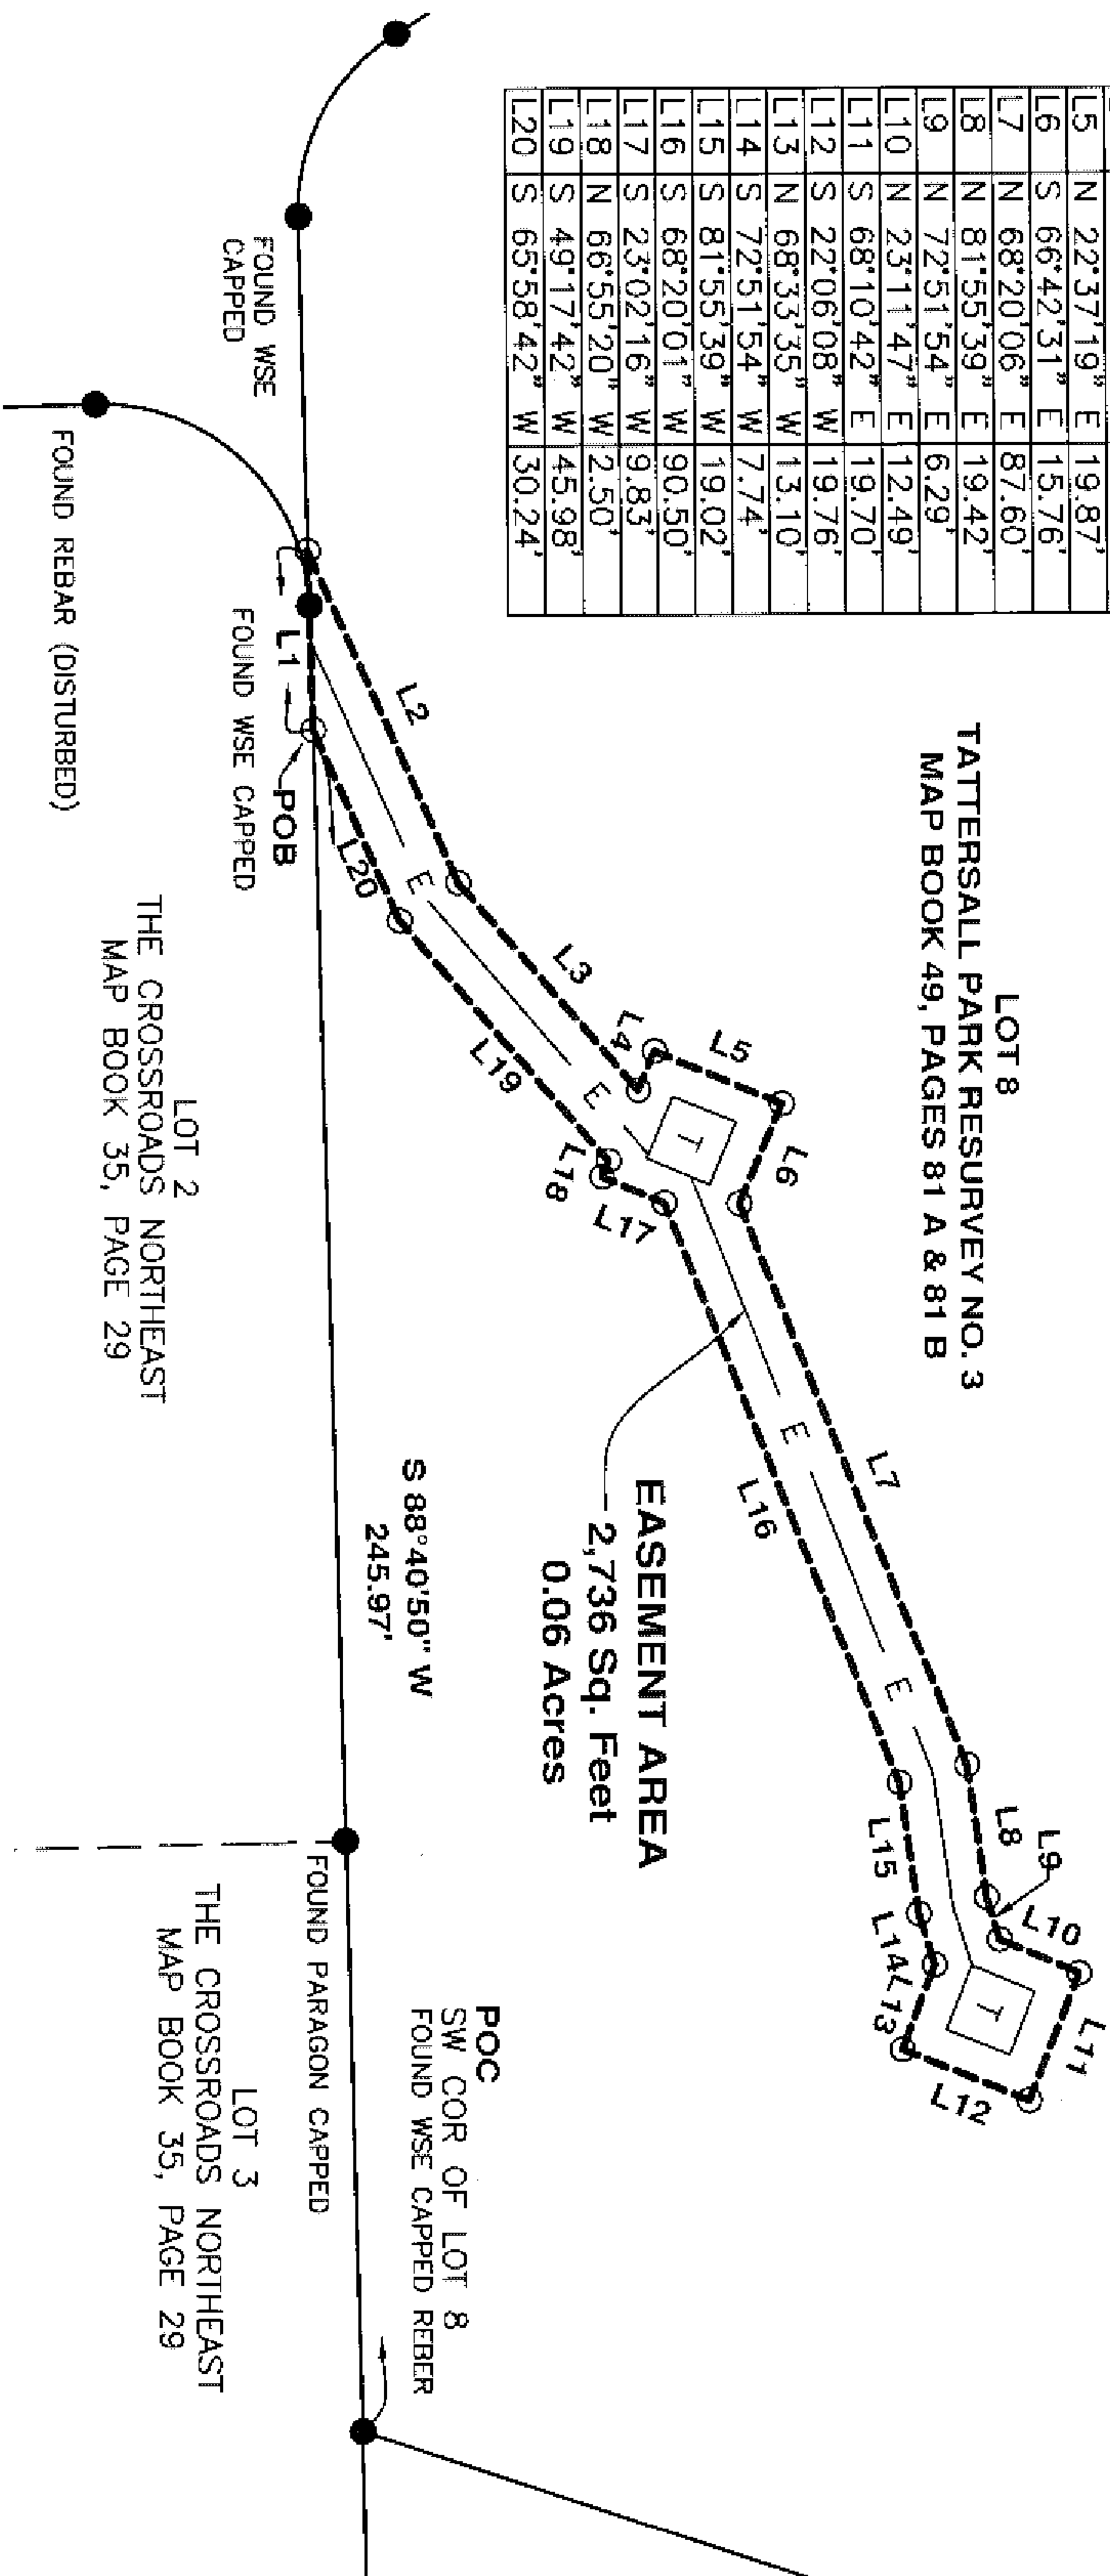 L5 N 22°37'19" E 19.87'
L6 S 66°42'31" E 15.76'
L7 N 68°20'06" E 87.60'
L8 N 81°55'39" E 19.42'
L9 N 72°51'54" E 6.29'
L10 N 23°11'47" E 12.49'
L11 S 68°10'42" E 19.70'
L12 S 22°06'08" W 19.76'
L13 N 68°33'35" W 13.10'
L14 S 72°51'54" W 7.74'
L15 S 81°55'39" W 19.02'
L16 S 68°20'01" W 90.50'
L17 S 23°02'16" W 9.83'
L18 N 66°55'20" W 2.50'
L19 S 49°17'42" W 45.98'
L20 S 65°58'42" W 30.24'
LOT 8
TATTERSALL PARK RESURVEY NO. 3
MAP BOOK 49, PAGES 81 A & 81 B
L11
L10
L9
L8
T
L12
L13
L14
L15
L7
E
E
L16
L6
L5
T
L4
L3
L17
L18
E
L19
L2
E
L20
EASEMENT AREA
2,736 Sq. Feet
0.06 Acres
S 88°40'50" W
245.97'
POC
SW COR OF LOT 8
FOUND WSE CAPPED REBER
FOUND WSE
CAPPED
L1
POB
FOUND WSE CAPPED
FOUND PARAGON CAPPED
FOUND REBAR (DISTURBED)
LOT 2
THE CROSSROADS NORTHEAST
MAP BOOK 35, PAGE 29
LOT 3
THE CROSSROADS NORTHEAST
MAP BOOK 35, PAGE 29